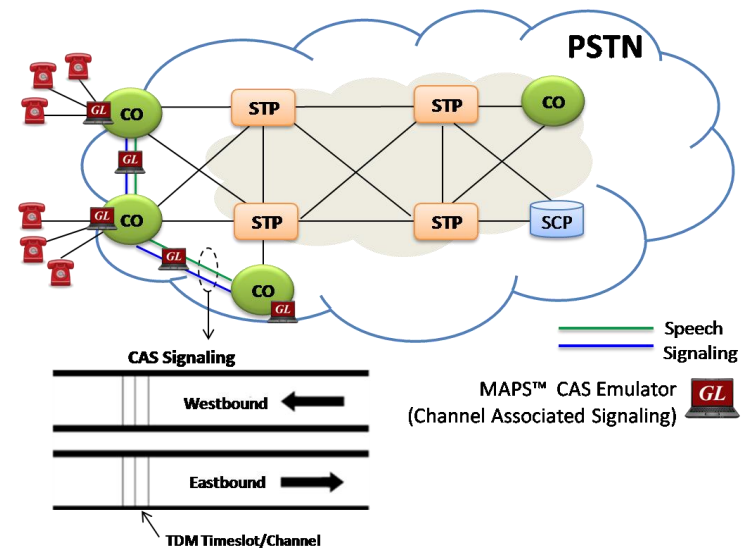 PSTN
GL
CO
STP
STP
CO
GL
GL
CO
STP
STP
SCP
GL
CO
GL
Speech
Signaling
CAS Signaling
MAPS™ CAS Emulator
(Channel Associated Signaling)
GL
Westbound
Eastbound
TDM Timeslot/Channel